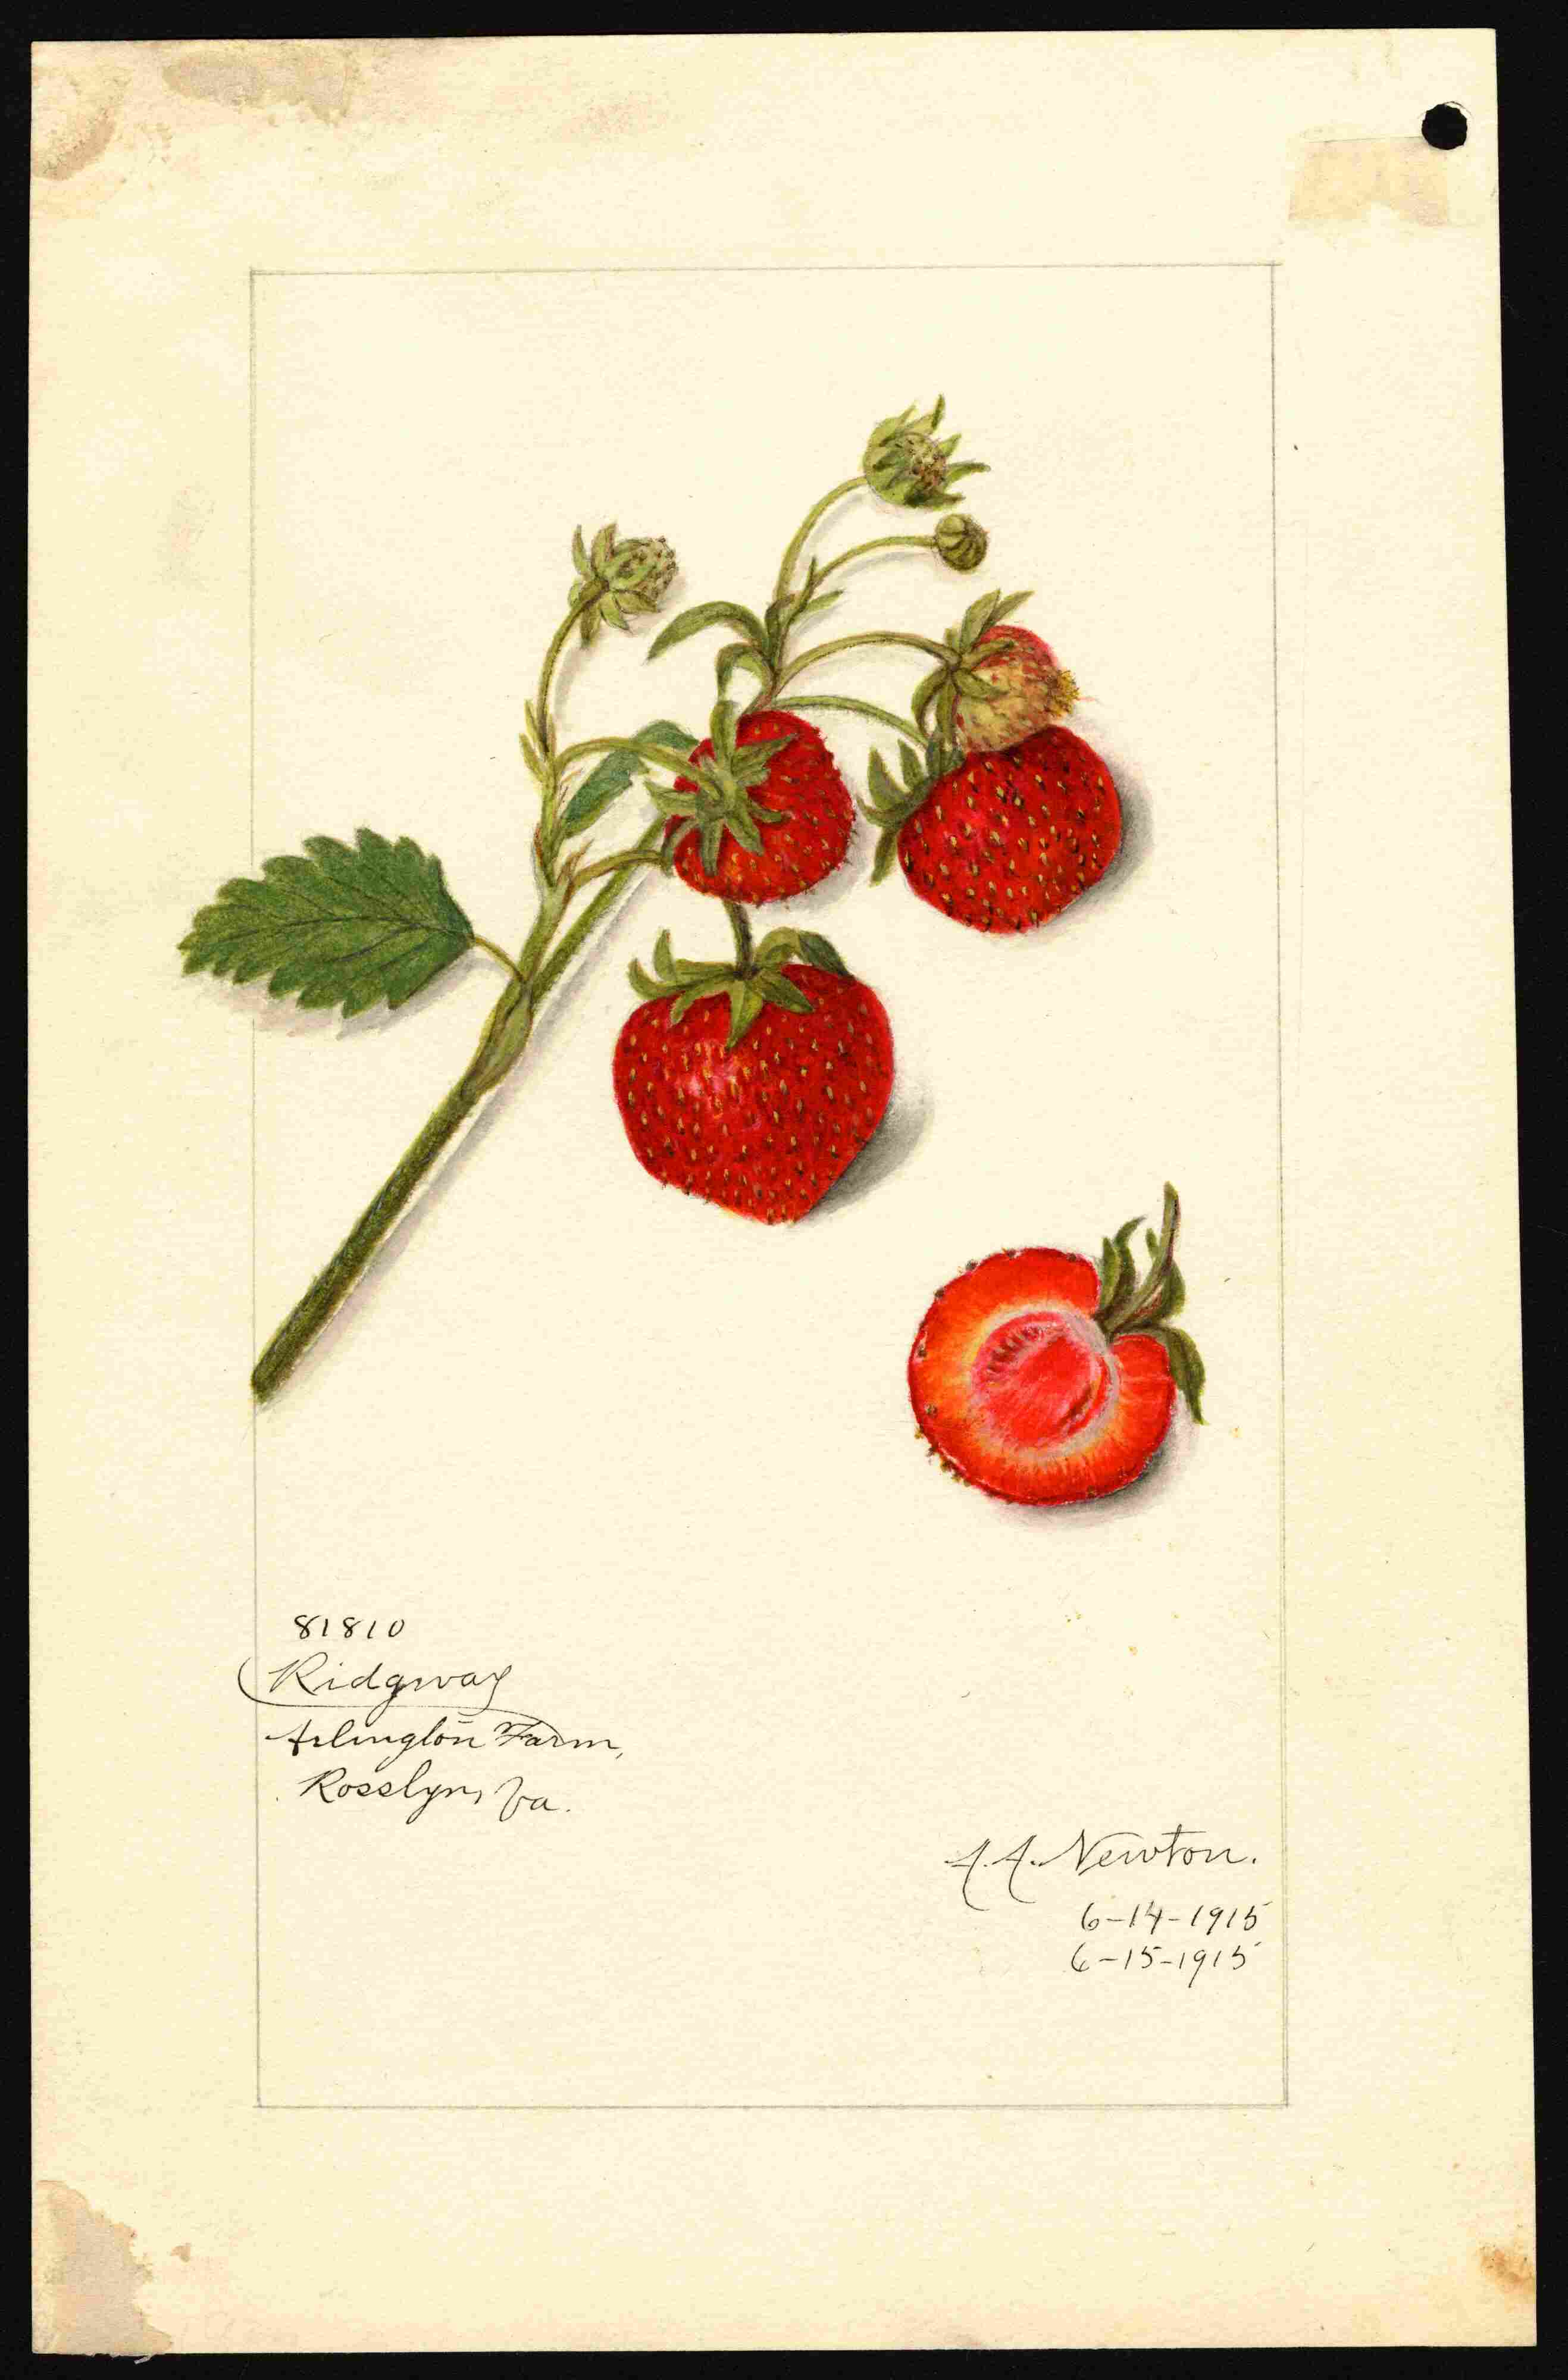 81810
Ridgway
Arlington Farm,
Rosslyn, Va.
A.A. Newton.
6-14-1915
6-15-1915